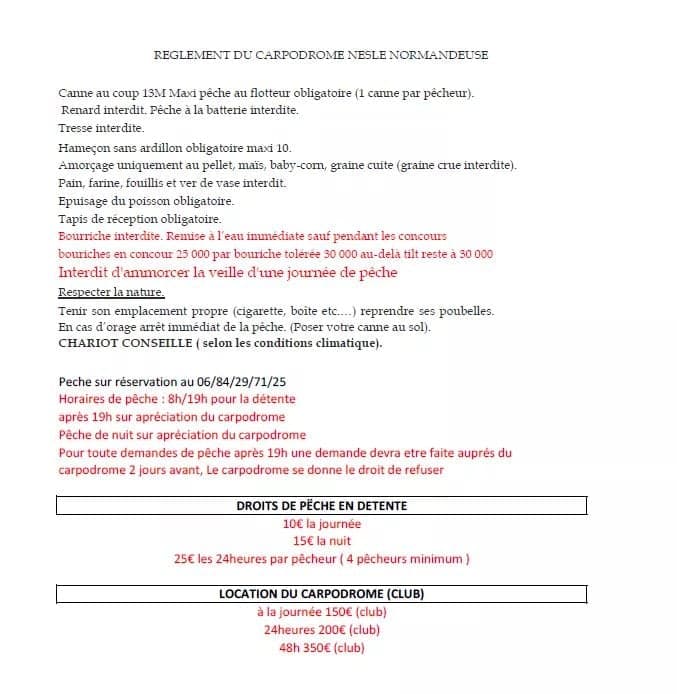 REGLEMENT DU CARPODROME NESLE NORMANDEUSE
Canne au coup 13M Maxi pêche au flotteur obligatoire (1 canne par pêcheur).
Renard interdit. Pêche à la batterie interdite.
Tresse interdite.
Hameçon sans ardillon obligatoire maxi 10.
Amorçage uniquement au pellet, maïs, baby-corn, graine cuite (graine crue interdite).
Pain, farine, fouillis et ver de vase interdit.
Epuisage du poisson obligatoire.
Tapis de réception obligatoire.
Bourriche interdite. Remise à l'eau immédiate sauf pendant les concours
bouriches en concour 25 000 par bouriche tolérée 30 000 au-delà tilt reste à 30 000
Interdit d'ammorcer la veille d'une journée de pêche
Respecter la nature.
Tenir son emplacement propre (cigarette, boite etc.…) reprendre ses poubelles.
En cas d'orage arrêt immédiat de la pêche. (Poser votre canne au sol).
CHARIOT CONSEILLE ( selon les conditions climatique).
Peche sur réservation au 06/84/29/71/25
Horaires de pêche : 8h/19h pour la détente
après 19h sur apréciation du carpodrome
Pêche de nuit sur apréciation du carpodrome
Pour toute demandes de pêche après 19h une demande devra etre faite auprés du
carpodrome 2 jours avant, Le carpodrome se donne le droit de refuser
DROITS DE PËCHE EN DETENTE
10€ la journée
15€ la nuit
25€ les 24heures par pêcheur ( 4 pêcheurs minimum )
LOCATION DU CARPODROME (CLUB)
à la journée 150€ (club)
24heures 200€ (club)
48h 350€ (club)